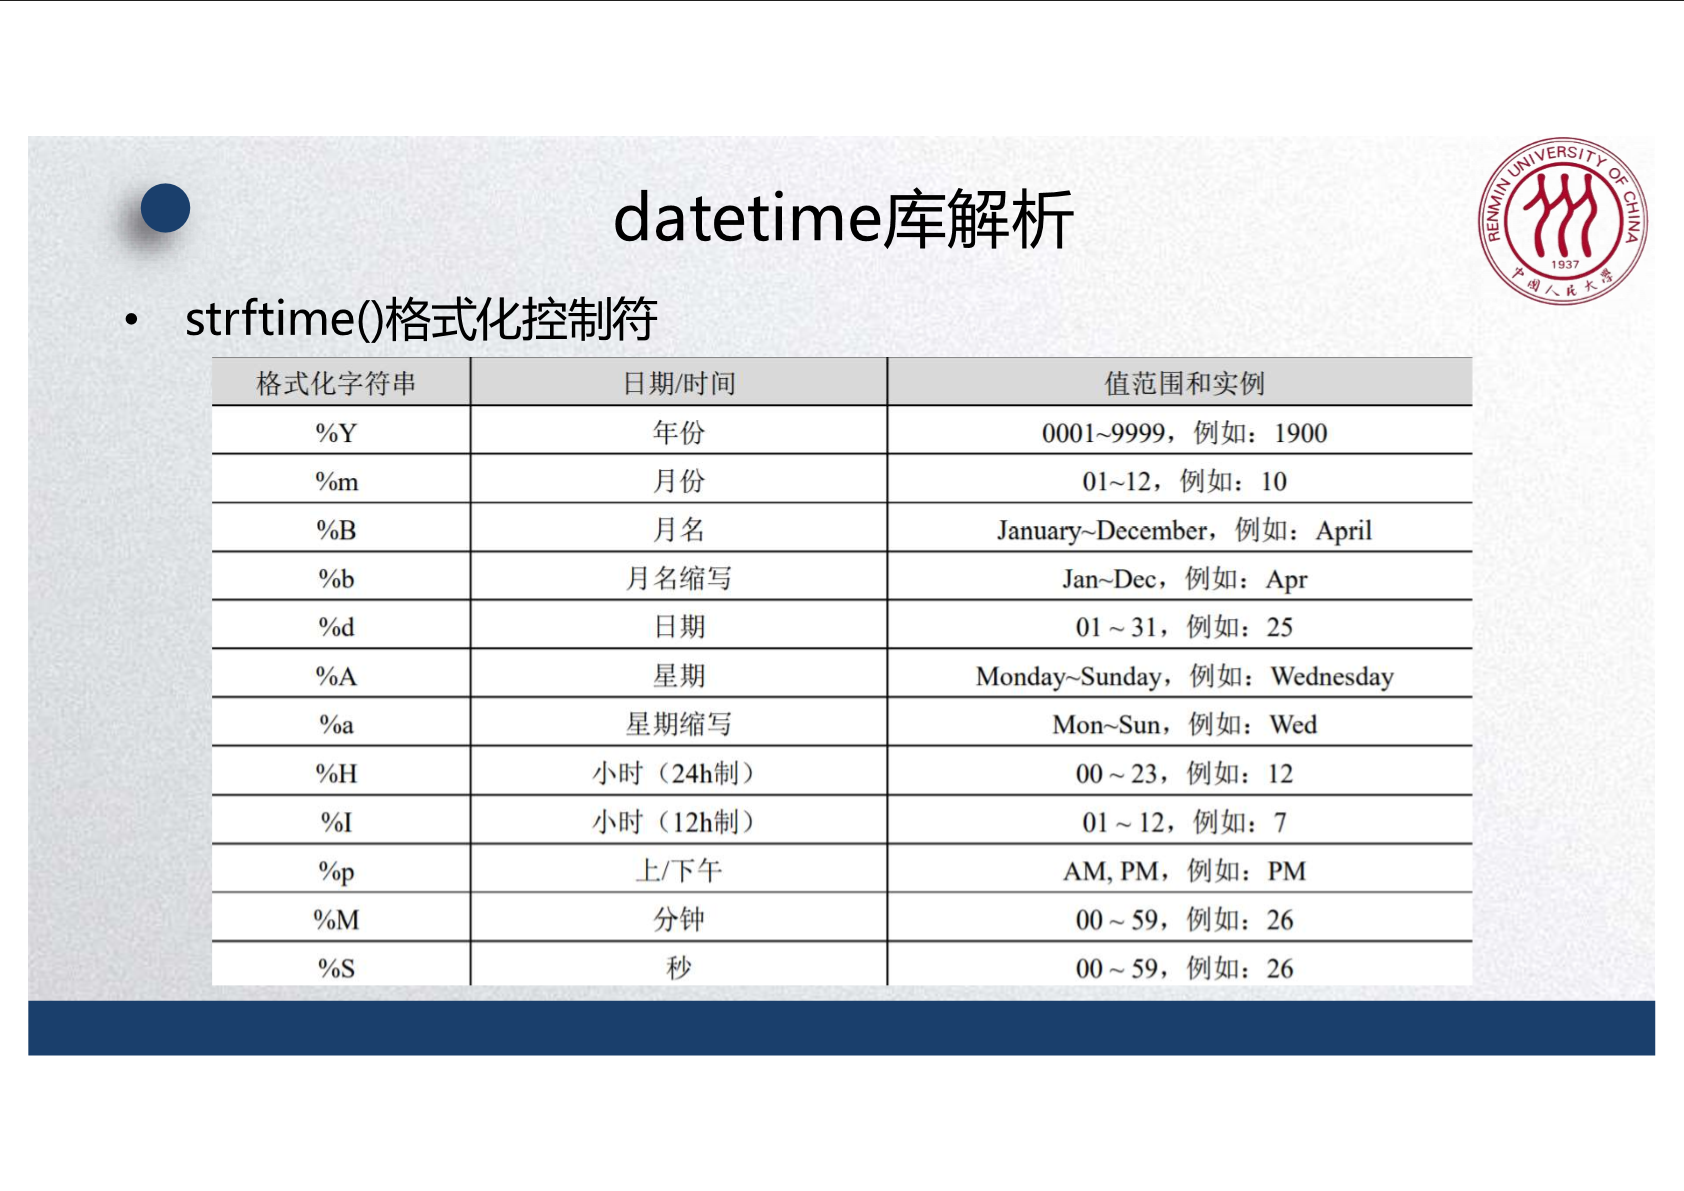 datetime库解析
RENMIN UNIVERSITY OF CHINA
1937
中国人民大学
• strftime()格式化控制符
格式化字符串 日期/时间 值范围和实例
%Y 年份 0001~9999，例如：1900
%m 月份 01~12，例如：10
%B 月名 January~December，例如：April
%b 月名缩写 Jan~Dec，例如：Apr
%d 日期 01 ~ 31，例如：25
%A 星期 Monday~Sunday，例如：Wednesday
%a 星期缩写 Mon~Sun，例如：Wed
%H 小时（24h制） 00 ~ 23，例如：12
%I 小时（12h制） 01 ~ 12，例如：7
%p 上/下午 AM, PM，例如：PM
%M 分钟 00 ~ 59，例如：26
%S 秒 00 ~ 59，例如：26